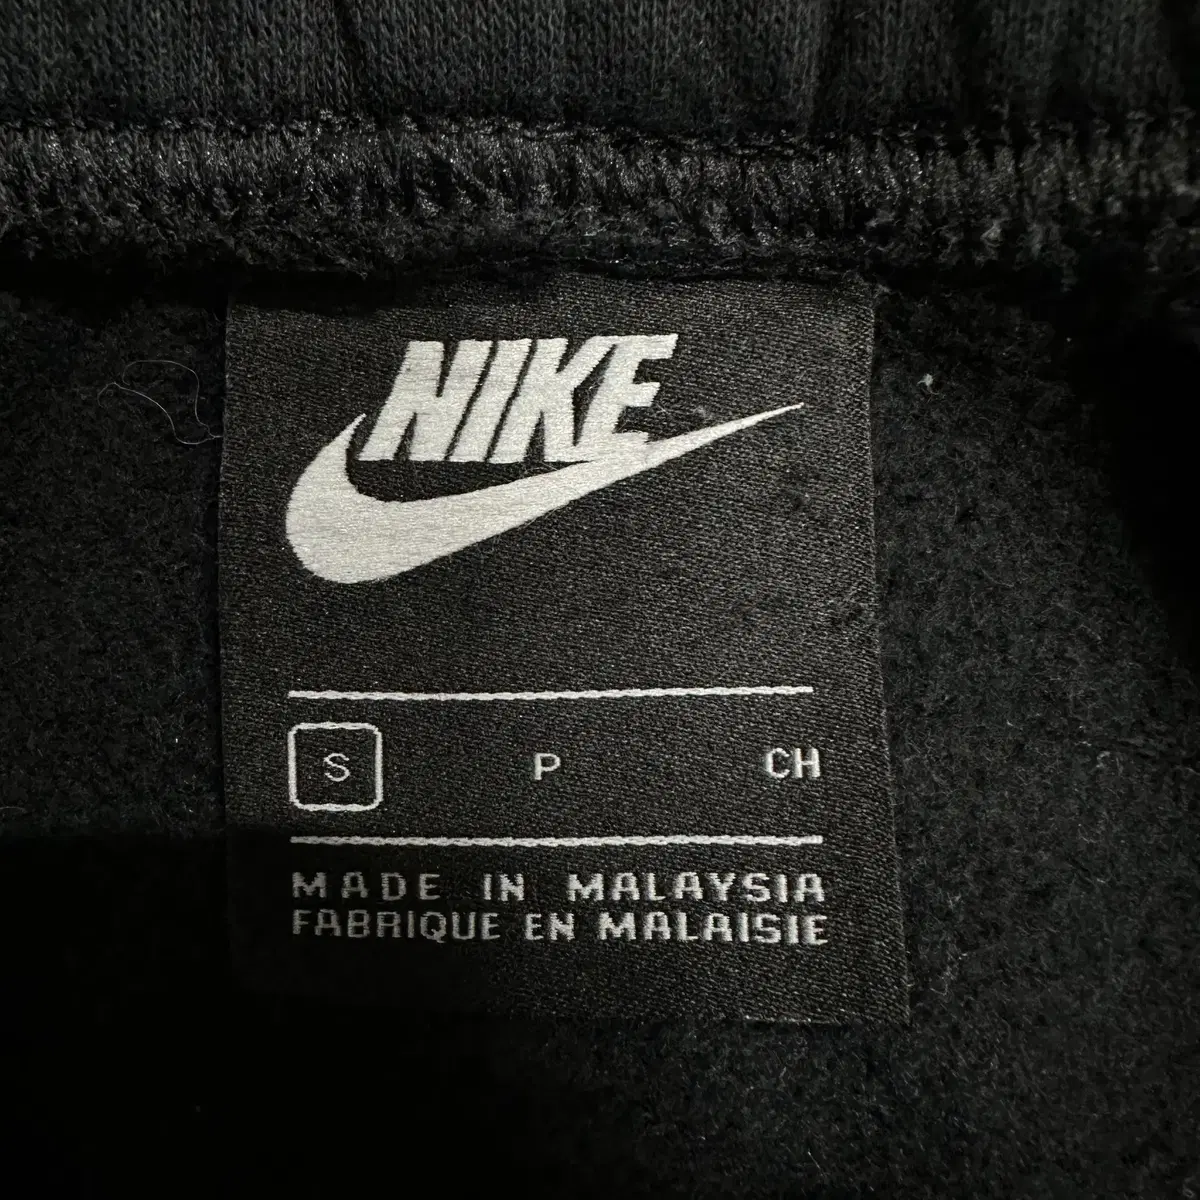 NIKE
S P CH
MADE IN MALAYSIA
FABRIQUE EN MALAISIE